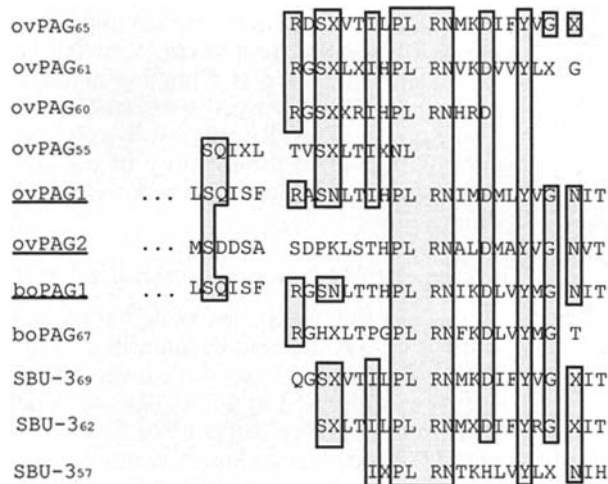 ovPAG65 RDSXVTILPL RNMKDIFYVG X
ovPAG61 RGSXLXIHPL RNVKDVVYLX G
ovPAG60 RGSXXRIHPL RNHRD
ovPAG55 SQIXL TVSXLTIXNL
ovPAG1 ... LSQISF RASNLTIHPL RNIMDMLYVG NIT
ovPAG2 ... MSDDSA SDPKLSTHPL RNALDMAYVG NVT
boPAG1 ... LSQISF RGSNLTTHPL RNIKDLVYMG NIT
boPAG67 RGHXLTPGPL RNFKDLVYMG T
SBU-369 QGSXVTILPL RNMKDIFYVG XIT
SBU-362 SXLTILPL RNMXDIFYRG XIT
SBU-357 IXPL RNTKHLVYLX NIH